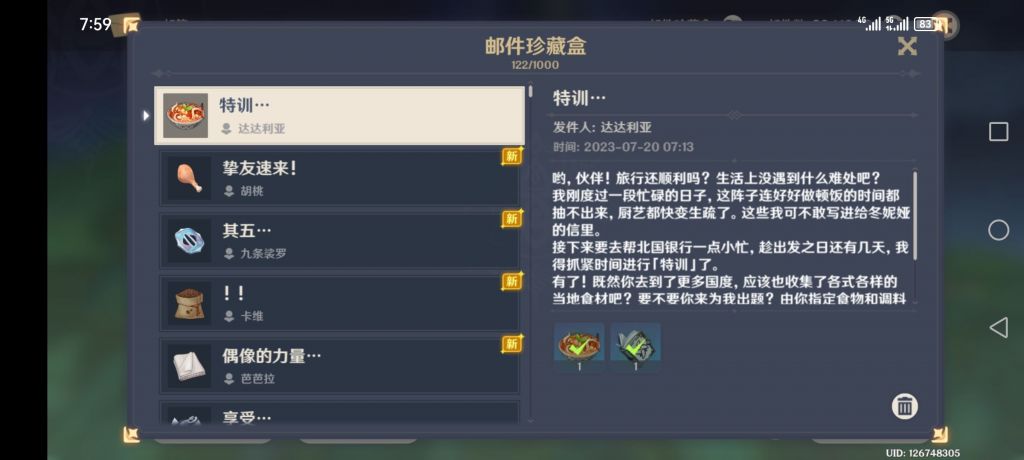 7:59
4G
5G
83
邮件珍藏盒
122/1000
特训…
达达利亚
挚友速来！
胡桃
新
其五…
九条裟罗
新
！！
卡维
新
偶像的力量…
芭芭拉
新
享受…
特训…
发件人：达达利亚
时间：2023-07-20 07:13
哟，伙伴！旅行还顺利吗？生活上没遇到什么难处吧？
我刚度过一段忙碌的日子，这阵子连好好做顿饭的时间都
抽不出来，厨艺都快变生疏了。这些我可不敢写进给冬妮娅
的信里。
接下来要去帮北国银行一点小忙，趁出发之日还有几天，我
得抓紧时间进行「特训」了。
有了！既然你去到了更多国度，应该也收集了各式各样的
当地食材吧？要不要你来为我出题？由你指定食物和调料
1
1
UID: 126748305